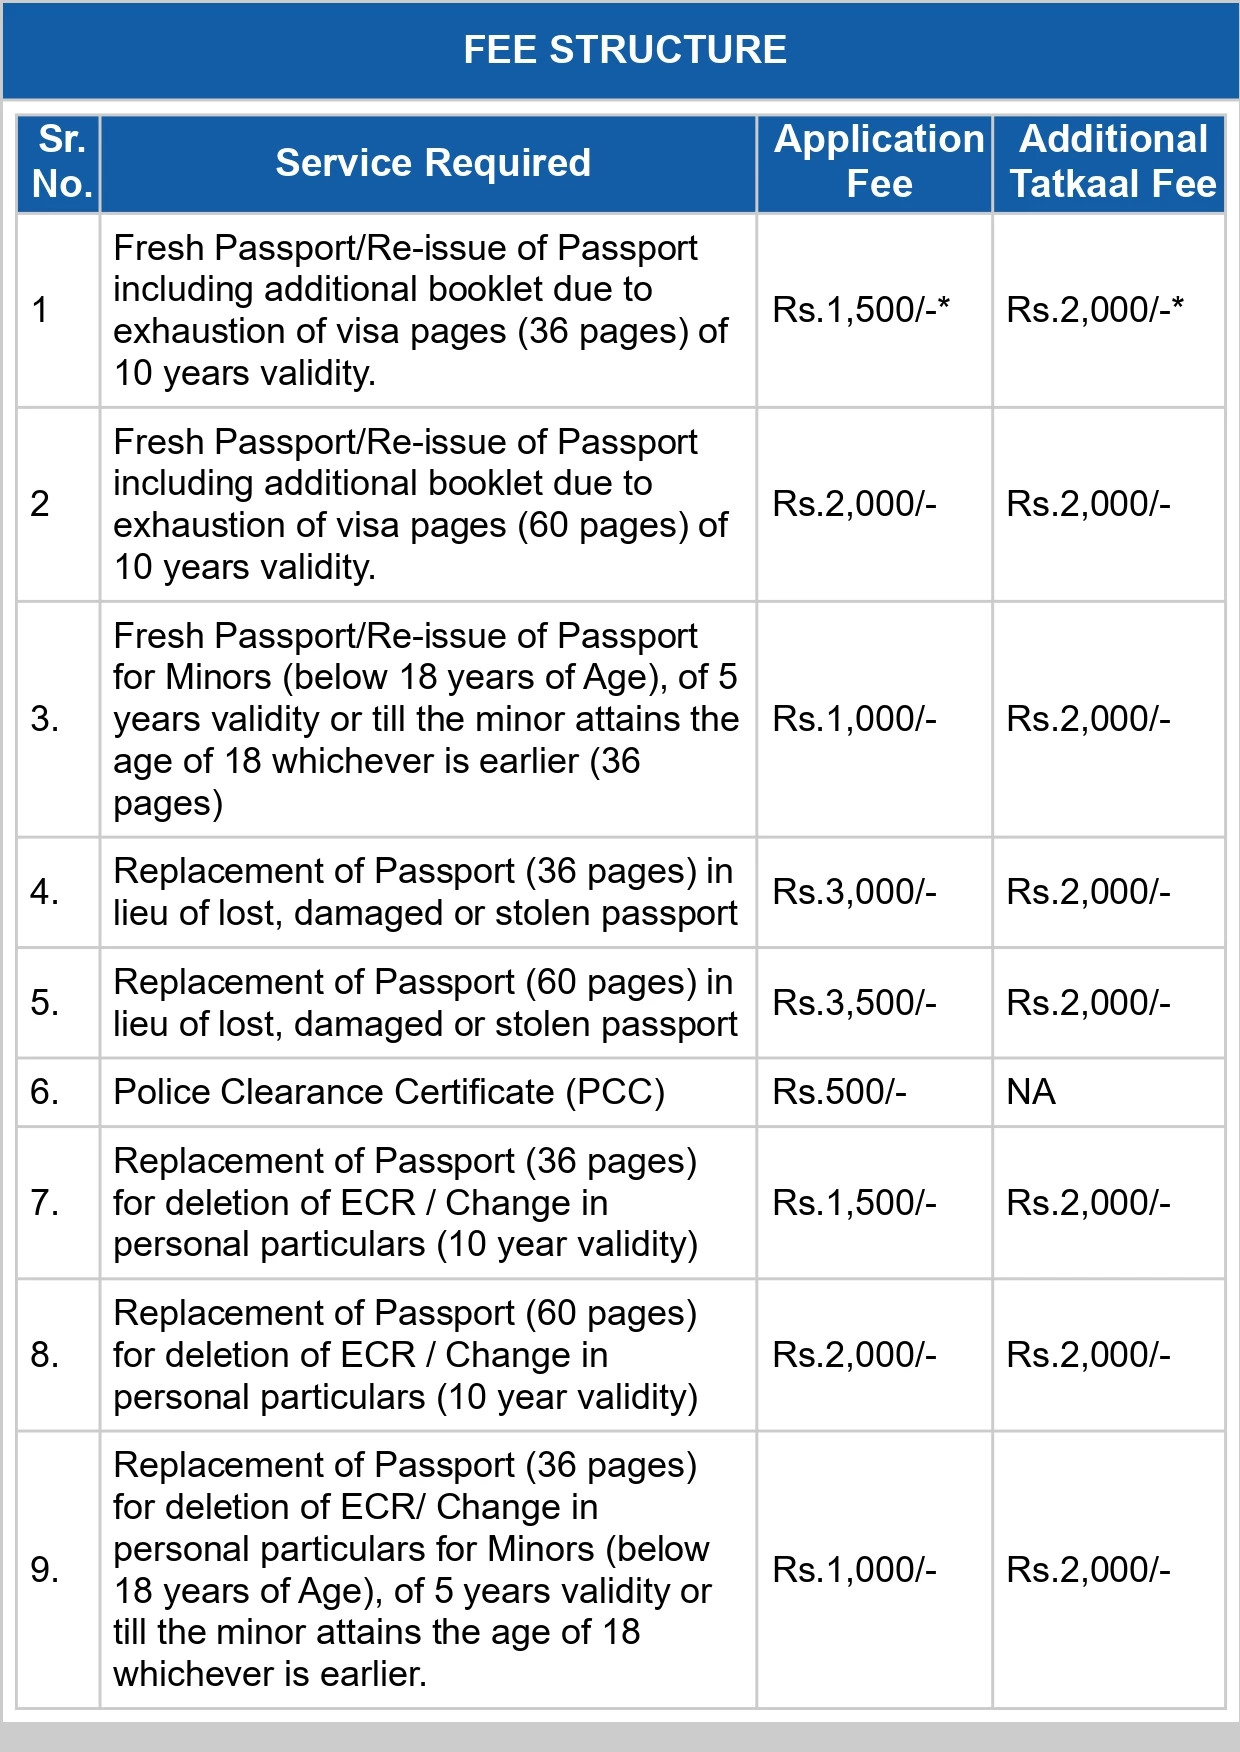 FEE STRUCTURE
Sr.
No.
Service Required
Application
Fee
Additional
Tatkaal Fee
1
Fresh Passport/Re-issue of Passport
including additional booklet due to
exhaustion of visa pages (36 pages) of
10 years validity.
Rs.1,500/-*
Rs.2,000/-*
2
Fresh Passport/Re-issue of Passport
including additional booklet due to
exhaustion of visa pages (60 pages) of
10 years validity.
Rs.2,000/-
Rs.2,000/-
3.
Fresh Passport/Re-issue of Passport
for Minors (below 18 years of Age), of 5
years validity or till the minor attains the
age of 18 whichever is earlier (36
pages)
Rs.1,000/-
Rs.2,000/-
4.
Replacement of Passport (36 pages) in
lieu of lost, damaged or stolen passport
Rs.3,000/-
Rs.2,000/-
5.
Replacement of Passport (60 pages) in
lieu of lost, damaged or stolen passport
Rs.3,500/-
Rs.2,000/-
6.
Police Clearance Certificate (PCC)
Rs.500/-
NA
7.
Replacement of Passport (36 pages)
for deletion of ECR / Change in
personal particulars (10 year validity)
Rs.1,500/-
Rs.2,000/-
8.
Replacement of Passport (60 pages)
for deletion of ECR / Change in
personal particulars (10 year validity)
Rs.2,000/-
Rs.2,000/-
9.
Replacement of Passport (36 pages)
for deletion of ECR/ Change in
personal particulars for Minors (below
18 years of Age), of 5 years validity or
till the minor attains the age of 18
whichever is earlier.
Rs.1,000/-
Rs.2,000/-